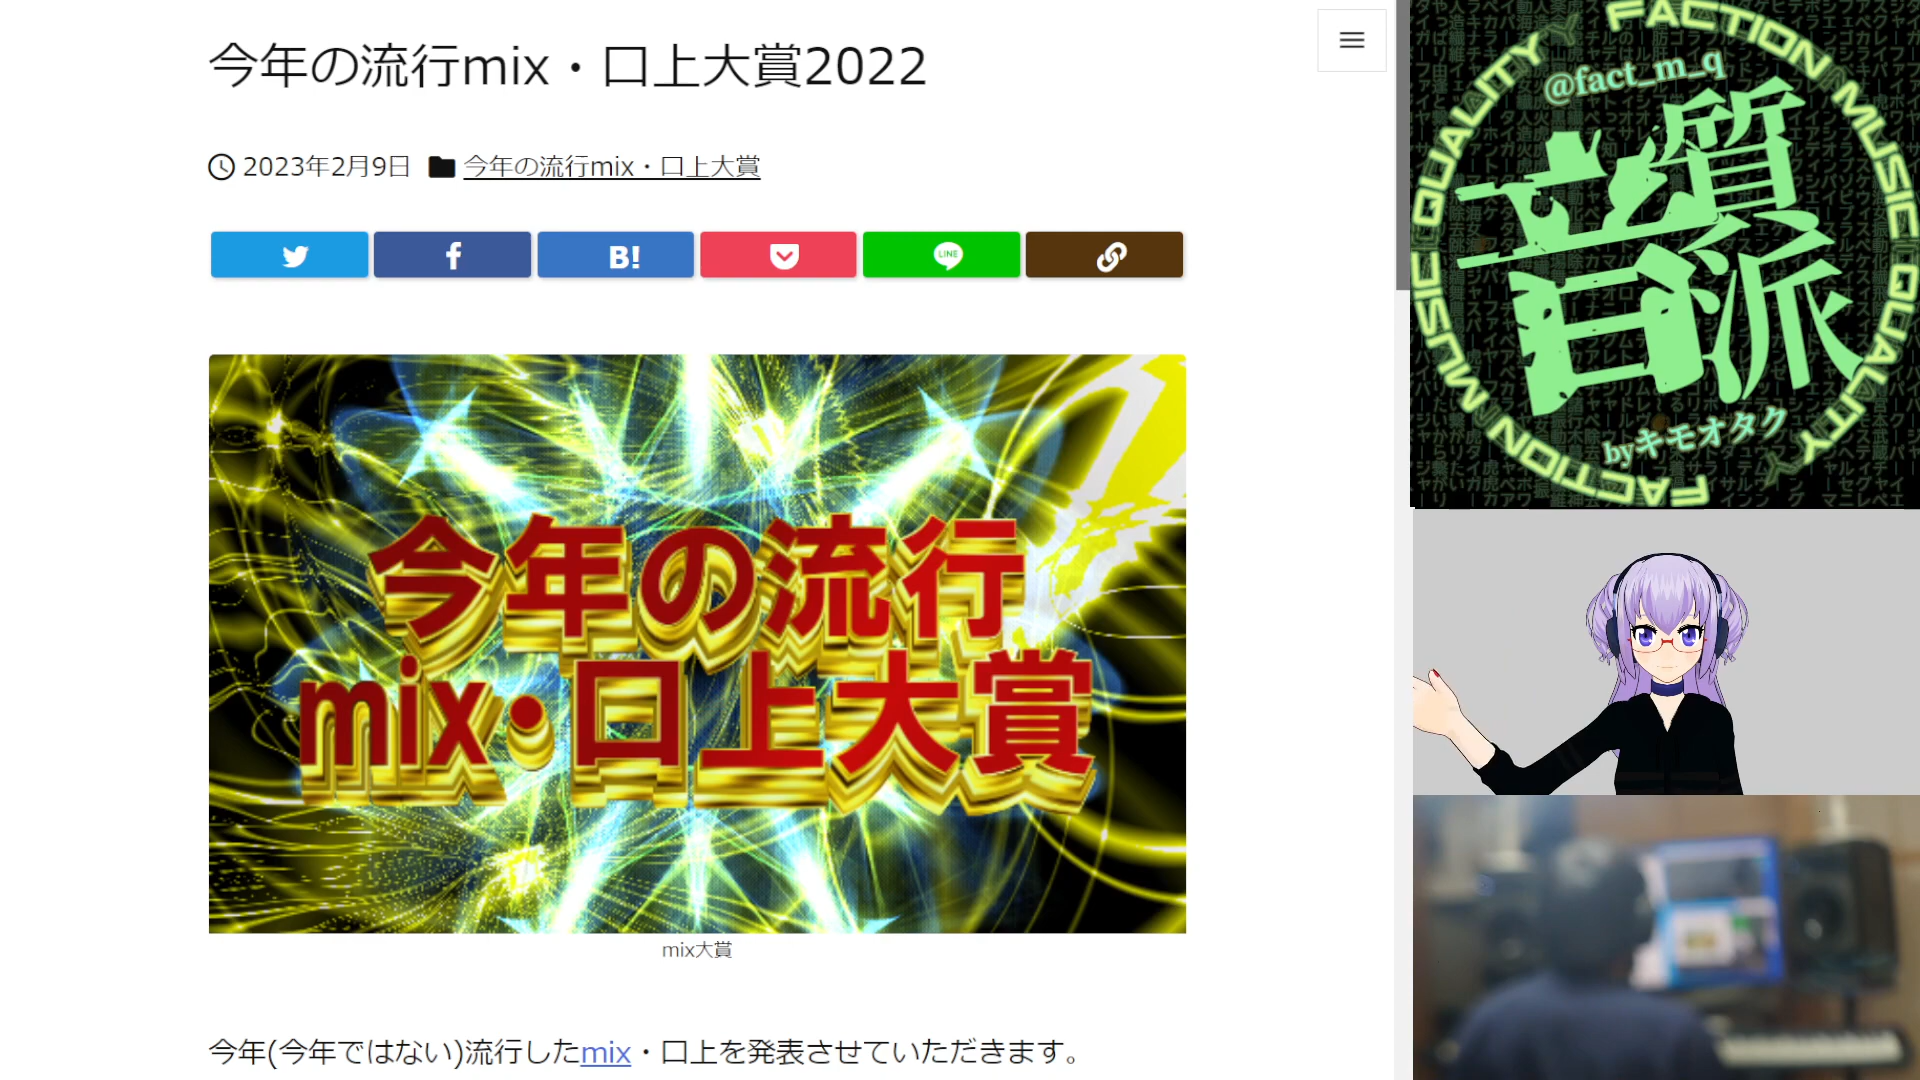 今年の流行mix・口上大賞2022
2023年2月9日 今年の流行mix・口上大賞
B!
LINE
今年の流行
mix・口上大賞
mix大賞
今年(今年ではない)流行したmix・口上を発表させていただきます。
@fact_m_q
音質
派
byキモオタク
FACTION MUSIC QUALITY
FACTION MUSIC QUALITY